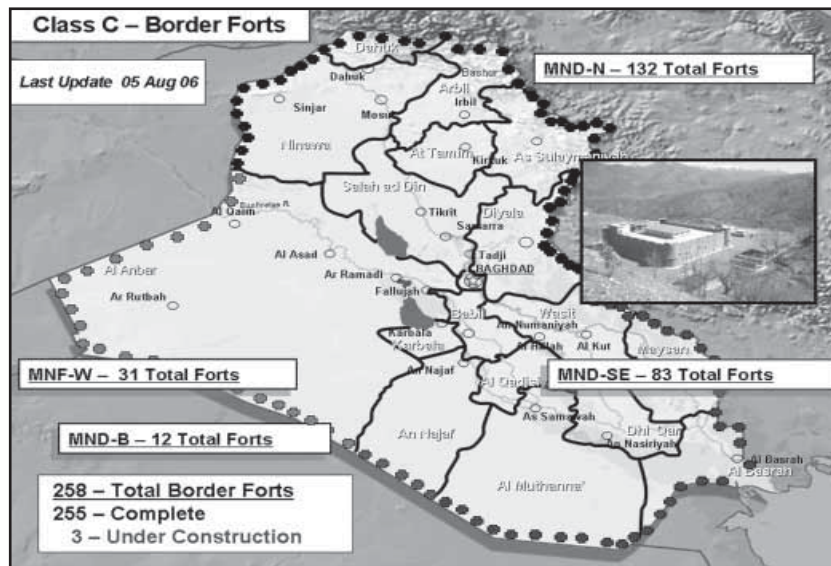 Class C – Border Forts
Last Update 05 Aug 06
MND-N – 132 Total Forts
Dahuk
Dahuk
Bashur
Arbil
Irbil
Sinjar
Mosul
Ninawa
At Tamim
Kirkuk
As Sulaymaniyah
Salah ad Din
Euphrates R.
Al Qaim
Tikrit
Diyala
Samarra
Al Asad
Tadji
Al Anbar
BAGHDAD
Ar Ramadi
Ar Rutbah
Fallujah
Babil
Wasit
An Numaniyah
Karbala
Karbala
Al Hillah
Al Kut
Maysan
MNF-W – 31 Total Forts
An Najaf
Al Qadis
MND-SE – 83 Total Forts
As Samawah
MND-B – 12 Total Forts
An Najaf
Dhi Qar
An Nasiriyah
Al Basrah
Al Basrah
Al Muthanna'
258 – Total Border Forts
255 – Complete
3 – Under Construction